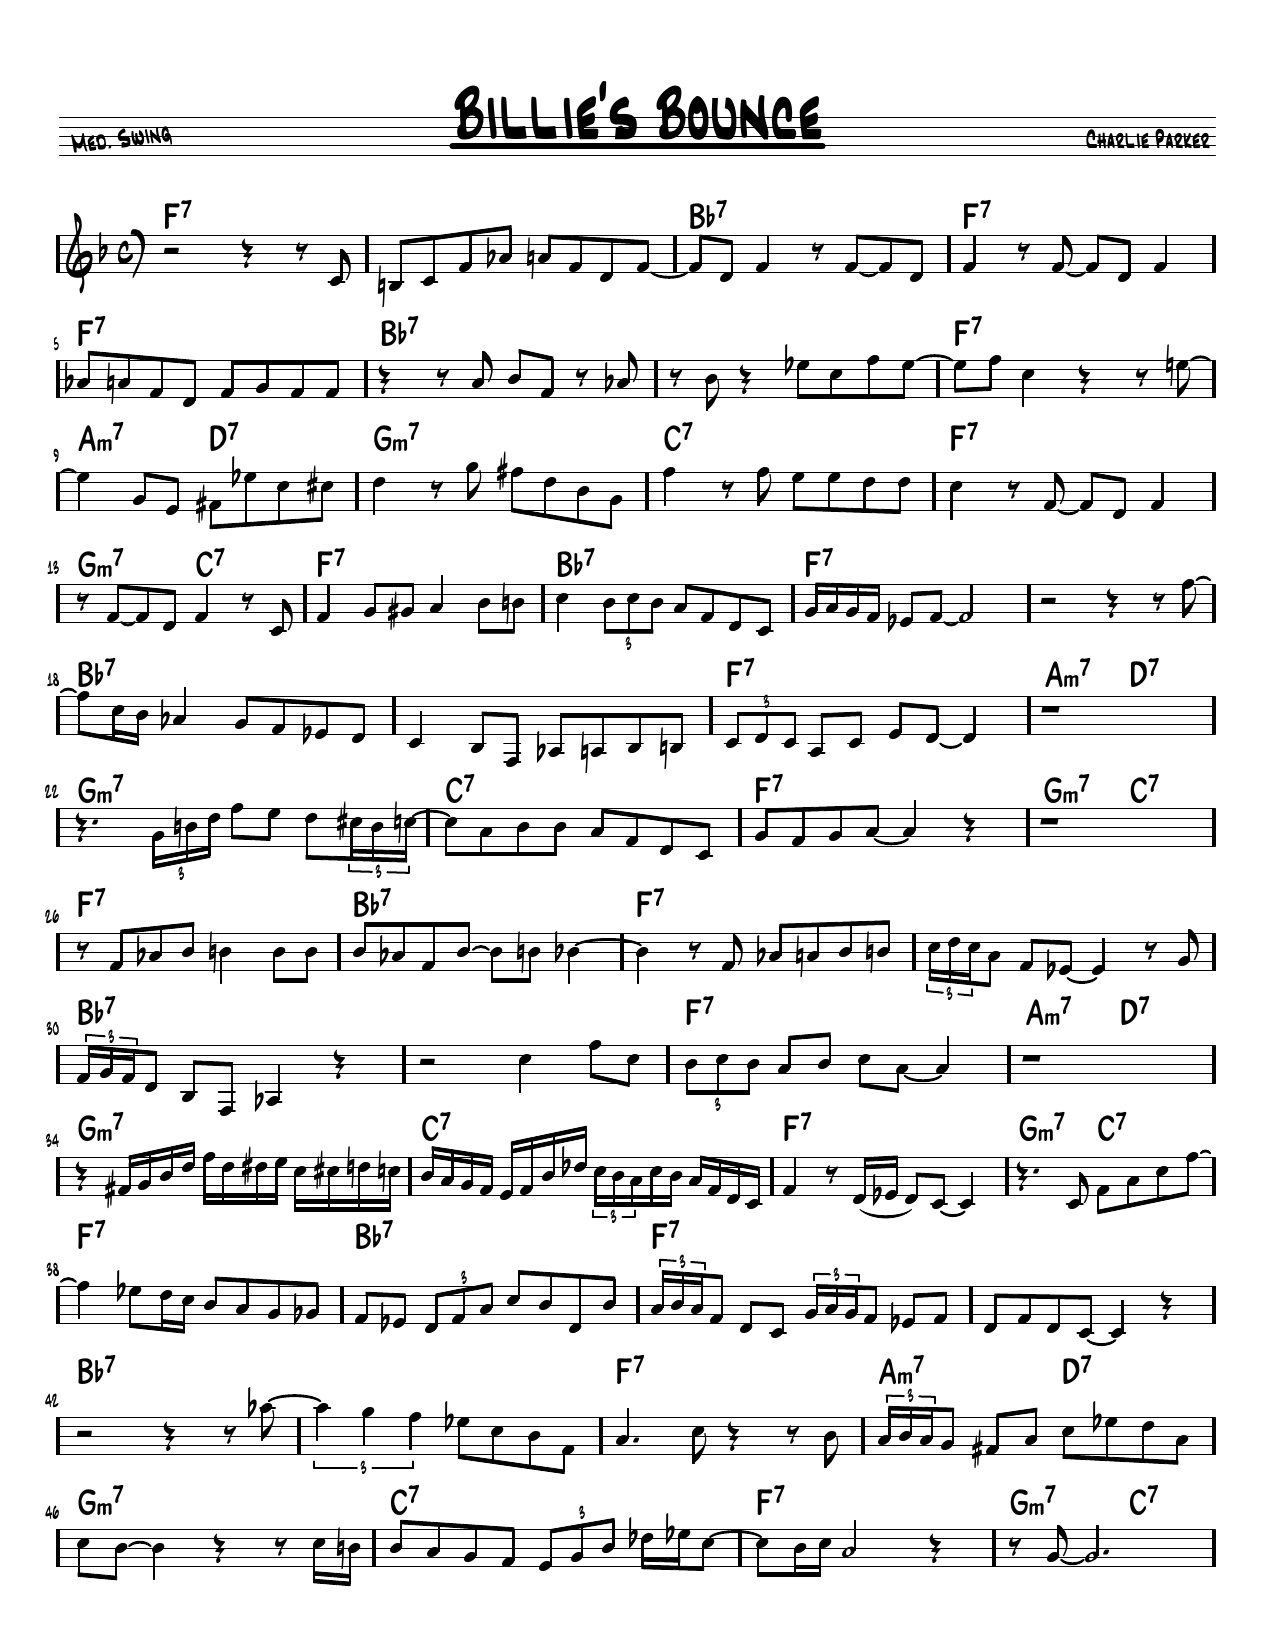 Billie's Bounce
Med. Swing Charlie Parker
F7 Bb7 F7
5 F7 Bb7 F7
9 Am7 D7 Gm7 C7 F7
13 Gm7 C7 F7 3 Bb7 F7
18 Bb7 F7 3 Am7 D7
22 Gm7 3 3 C7 F7 Gm7 C7
26 F7 Bb7 F7 3
30 Bb7 3 F7 3 Am7 D7
34 Gm7 C7 3 F7 Gm7 C7
38 F7 Bb7 3 F7 3 3
42 Bb7 3 F7 Am7 3 D7
46 Gm7 C7 3 F7 Gm7 C7